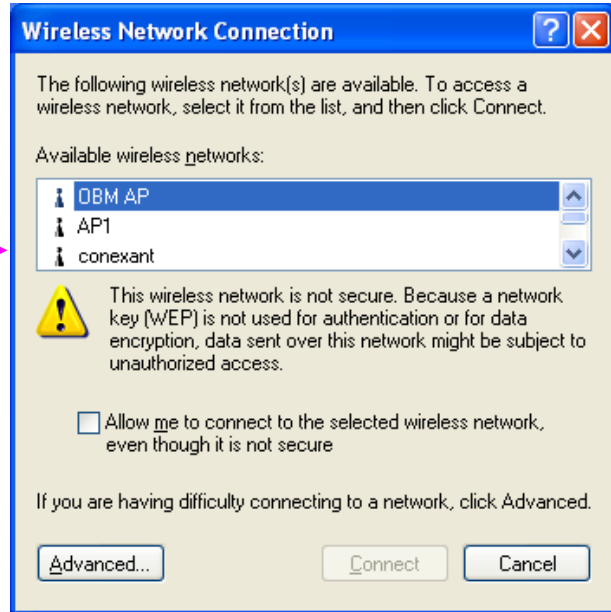 Wireless Network Connection
The following wireless network(s) are available. To access a
wireless network, select it from the list, and then click Connect.
Available wireless networks:
OBM AP
AP1
conexant
This wireless network is not secure. Because a network
key (WEP) is not used for authentication or for data
encryption, data sent over this network might be subject to
unauthorized access.
Allow me to connect to the selected wireless network,
even though it is not secure
If you are having difficulty connecting to a network, click Advanced.
Advanced... Connect Cancel